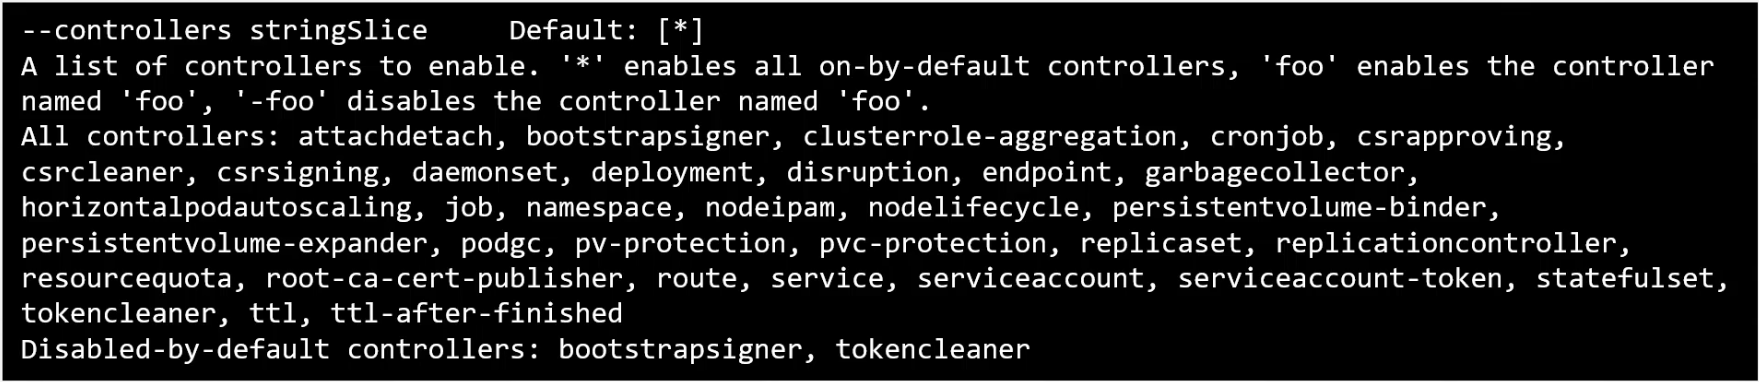 --controllers stringSlice     Default: [*]
A list of controllers to enable. '*' enables all on-by-default controllers, 'foo' enables the controller
named 'foo', '-foo' disables the controller named 'foo'.
All controllers: attachdetach, bootstrapsigner, clusterrole-aggregation, cronjob, csrapproving,
csrcleaner, csrsigning, daemonset, deployment, disruption, endpoint, garbagecollector,
horizontalpodautoscaling, job, namespace, nodeipam, nodelifecycle, persistentvolume-binder,
persistentvolume-expander, podgc, pv-protection, pvc-protection, replicaset, replicationcontroller,
resourcequota, root-ca-cert-publisher, route, service, serviceaccount, serviceaccount-token, statefulset,
tokencleaner, ttl, ttl-after-finished
Disabled-by-default controllers: bootstrapsigner, tokencleaner